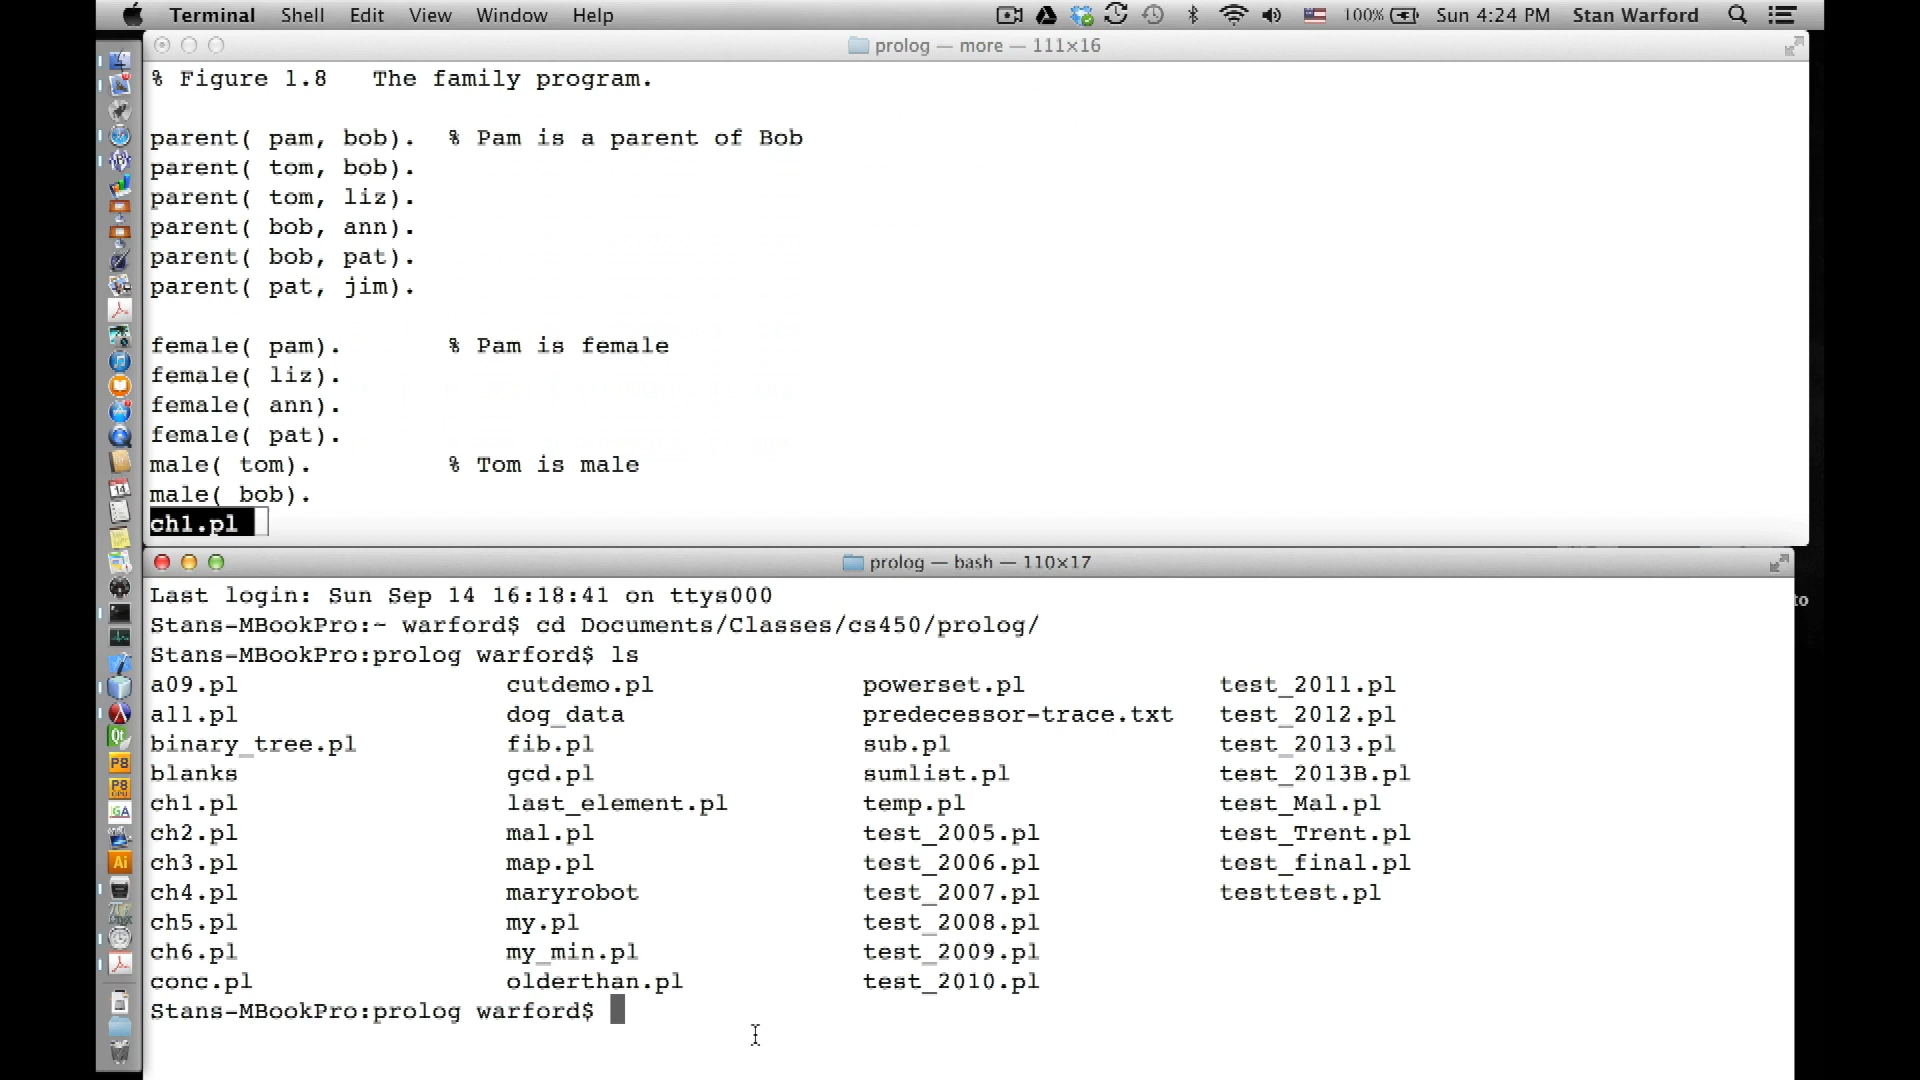 Terminal Shell Edit View Window Help 100% Sun 4:24 PM Stan Warford
prolog — more — 111×16
% Figure 1.8   The family program.
parent( pam, bob).  % Pam is a parent of Bob
parent( tom, bob).
parent( tom, liz).
parent( bob, ann).
parent( bob, pat).
parent( pat, jim).
female( pam).       % Pam is female
female( liz).
female( ann).
female( pat).
male( tom).         % Tom is male
male( bob).
ch1.pl
prolog — bash — 110×17
Last login: Sun Sep 14 16:18:41 on ttys000
to
Stans-MBookPro:~ warford$ cd Documents/Classes/cs450/prolog/
Stans-MBookPro:prolog warford$ ls
a09.pl cutdemo.pl powerset.pl test_2011.pl
all.pl dog_data predecessor-trace.txt test_2012.pl
binary_tree.pl fib.pl sub.pl test_2013.pl
blanks gcd.pl sumlist.pl test_2013B.pl
ch1.pl last_element.pl temp.pl test_Mal.pl
ch2.pl mal.pl test_2005.pl test_Trent.pl
ch3.pl map.pl test_2006.pl test_final.pl
ch4.pl maryrobot test_2007.pl testtest.pl
ch5.pl my.pl test_2008.pl
ch6.pl my_min.pl test_2009.pl
conc.pl olderthan.pl test_2010.pl
Stans-MBookPro:prolog warford$